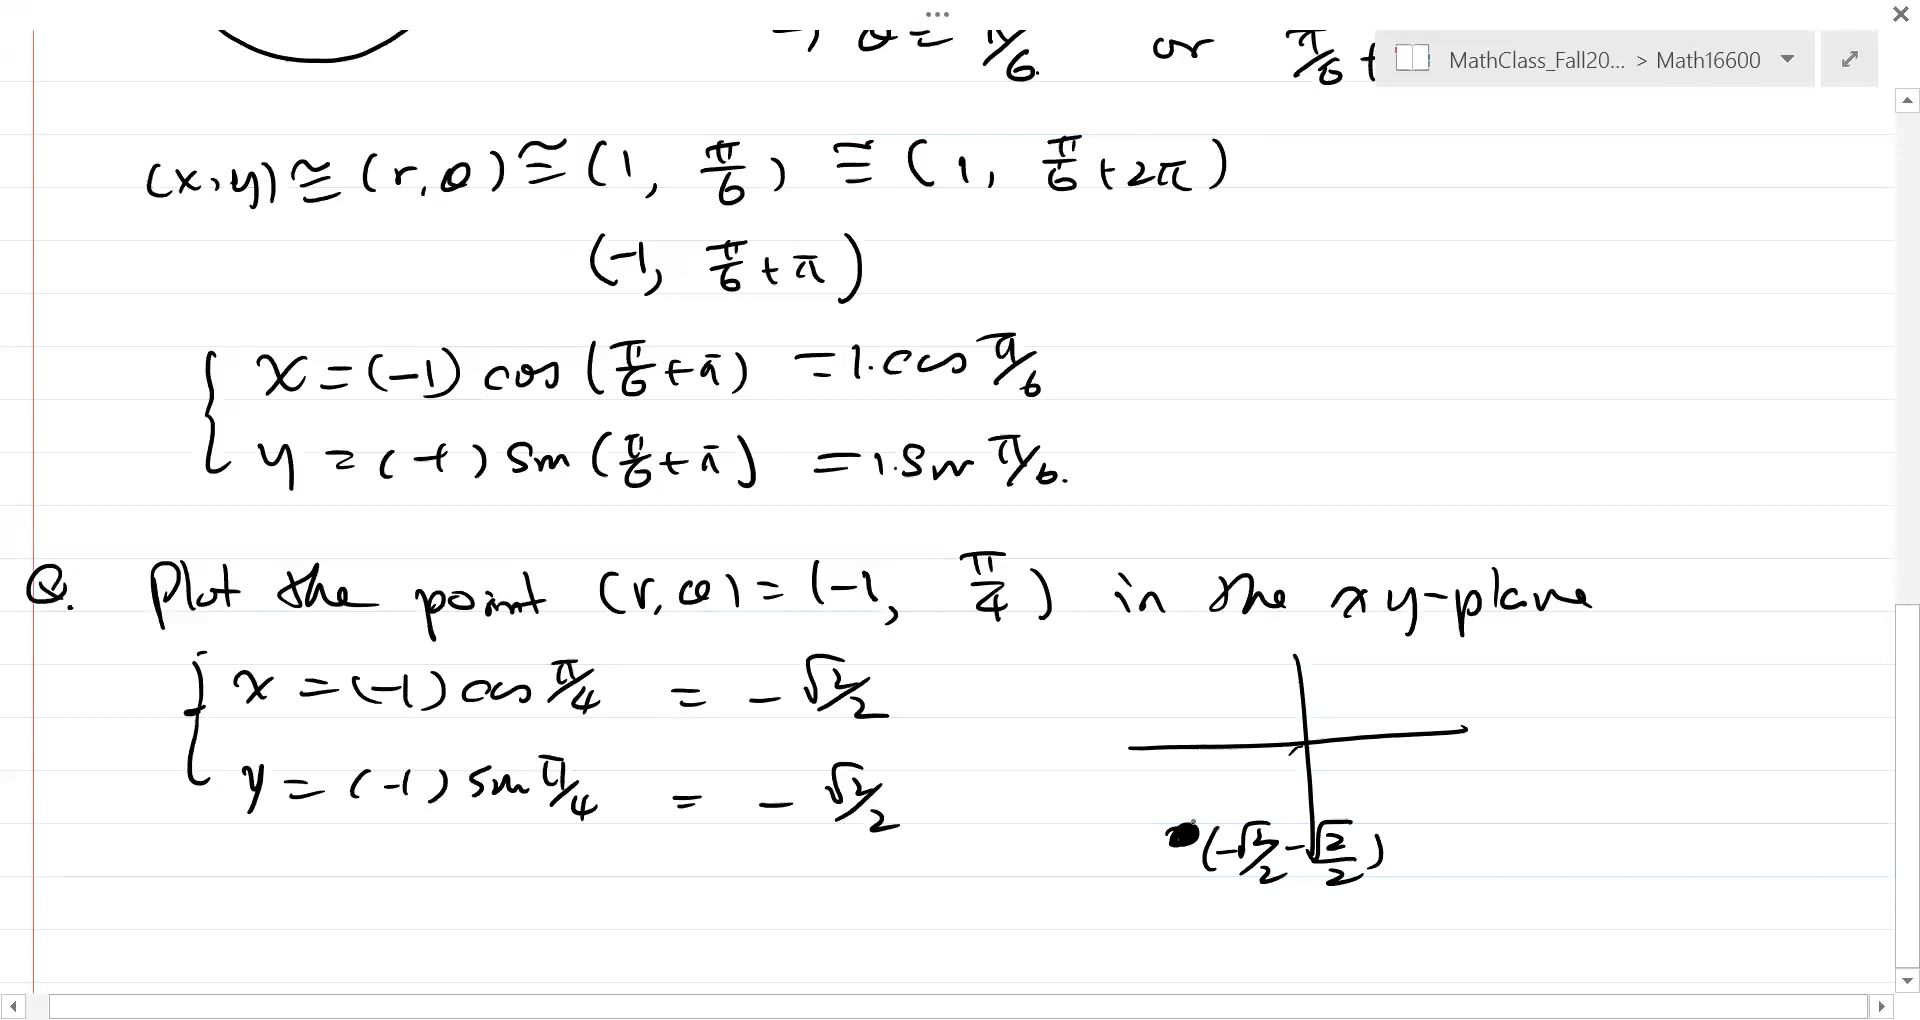 → θ = π/6 or π/6 +
MathClass_Fall20... > Math16600
(x, y) ≅ (r, θ) ≅ (1, π/6) ≡ (1, π/6 + 2π)
(-1, π/6 + π)
x = (-1) cos (π/6 + π) = 1. cos π/6
y = (-1) sin (π/6 + π) = 1. sin π/6.
Q. Plot the point (r, θ) = (-1, π/4) in the xy-plane
x = (-1) cos π/4 = - √2/2
y = (-1) sin π/4 = - √2/2
(-√2/2 -√2/2)